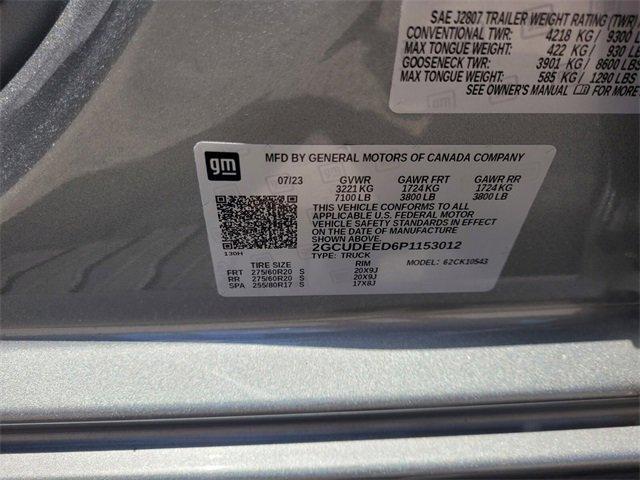 SAE J2807 TRAILER WEIGHT RATING (TWR)
CONVENTIONAL TWR: 4218 KG / 9300 LBS
MAX TONGUE WEIGHT: 422 KG / 930 LBS
GOOSENECK TWR: 3901 KG / 8600 LBS
MAX TONGUE WEIGHT: 585 KG / 1290 LBS
SEE OWNER'S MANUAL FOR MORE
gm MFD BY GENERAL MOTORS OF CANADA COMPANY
07/23 GVWR GAWR FRT GAWR RR
3221 KG 1724 KG 1724 KG
7100 LB 3800 LB 3800 LB
THIS VEHICLE CONFORMS TO ALL
APPLICABLE U.S. FEDERAL MOTOR
VEHICLE SAFETY STANDARDS IN EFFECT
ON THE DATE OF MANUFACTURE
SHOWN ABOVE.
2GCUDEED6P1153012
130H TYPE: TRUCK
TIRE SIZE RIM MODEL: 62CK10543
FRT 275/60R20 S 20X9J
RR 275/60R20 S 20X9J
SPA 255/80R17 S 17X8J